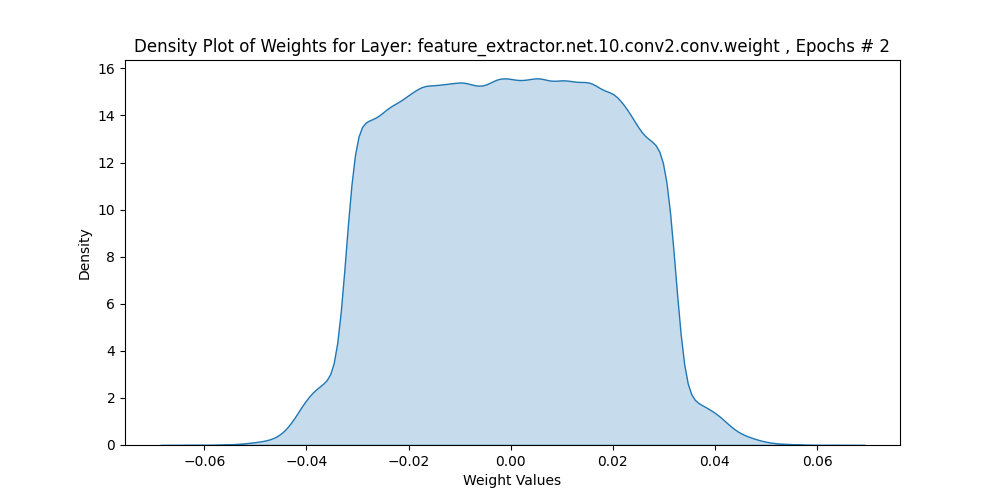 Density Plot of Weights for Layer: feature_extractor.net.10.conv2.conv.weight , Epochs # 2
16
14
12
10
8
6
4
2
0
Density
−0.06 −0.04 −0.02 0.00 0.02 0.04 0.06
Weight Values